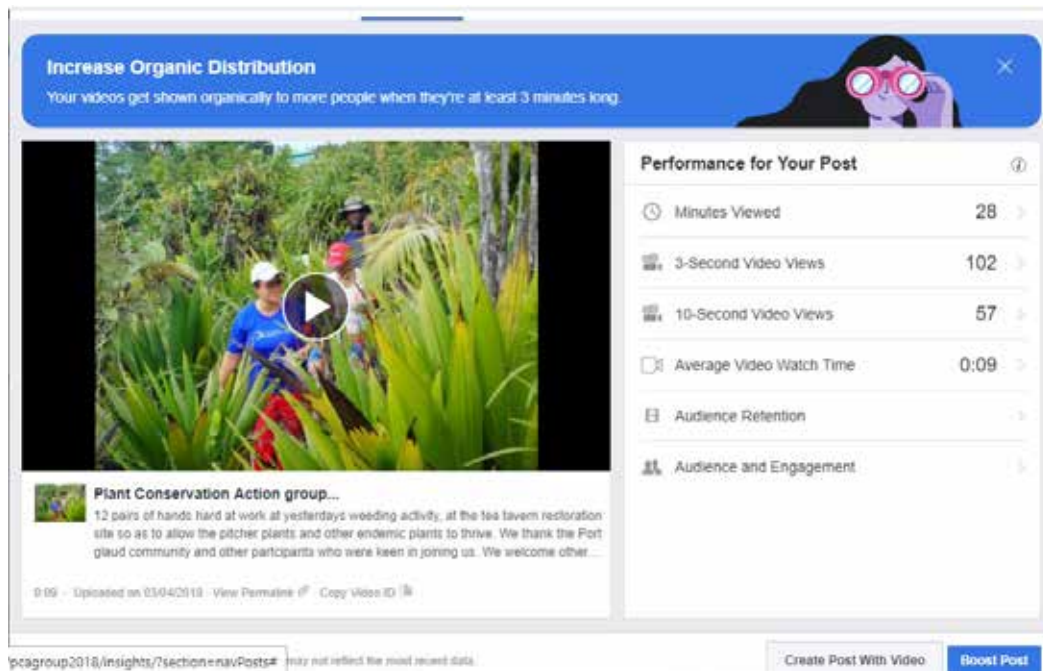 Increase Organic Distribution
Your videos get shown organically to more people when they're at least 3 minutes long.
Performance for Your Post
Minutes Viewed 28
3-Second Video Views 102
10-Second Video Views 57
Average Video Watch Time 0:09
Audience Retention
Audience and Engagement
Plant Conservation Action group...
12 pairs of hands hard at work at yesterdays weeding activity, at the tea tavern restoration
site so as to allow the pitcher plants and other endemic plants to thrive. We thank the Port
glaud community and other partcipants who were keen in joining us. We welcome other...
0:09 · Uploaded on 03/04/2018 · View Permalink Copy Video ID
pcagroup2018/insights/?section=navPosts# may not reflect the most recent data.
Create Post With Video Boost Post